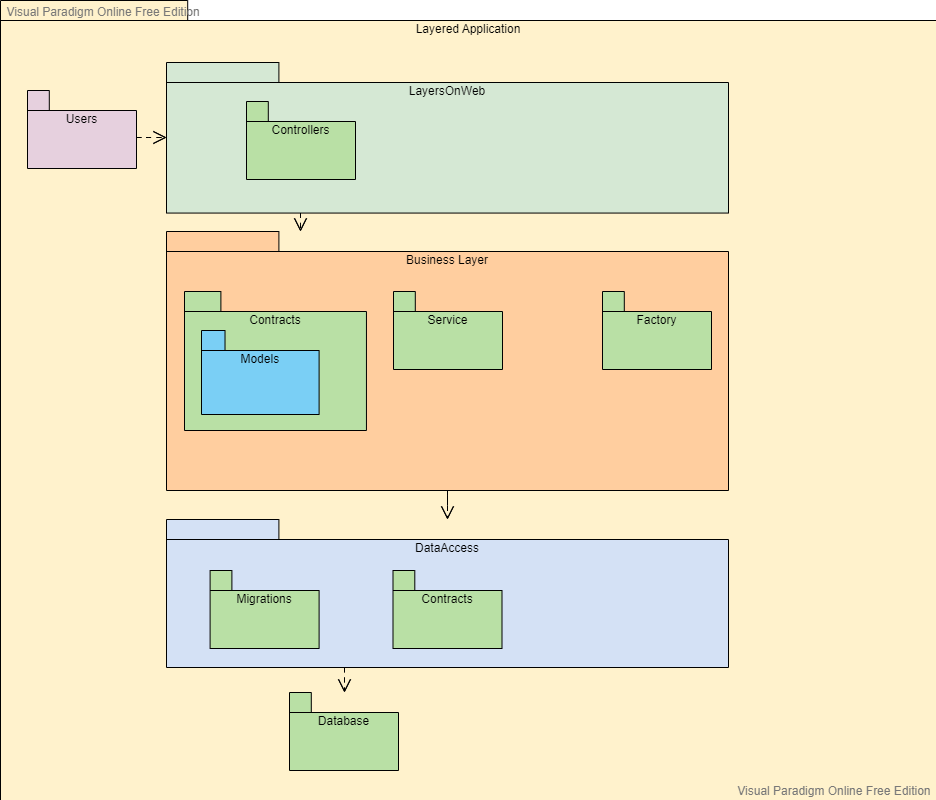 Visual Paradigm Online Free Edition
Layered Application
LayersOnWeb
Users
Controllers
Business Layer
Contracts
Service
Factory
Models
DataAccess
Migrations
Contracts
Database
Visual Paradigm Online Free Edition